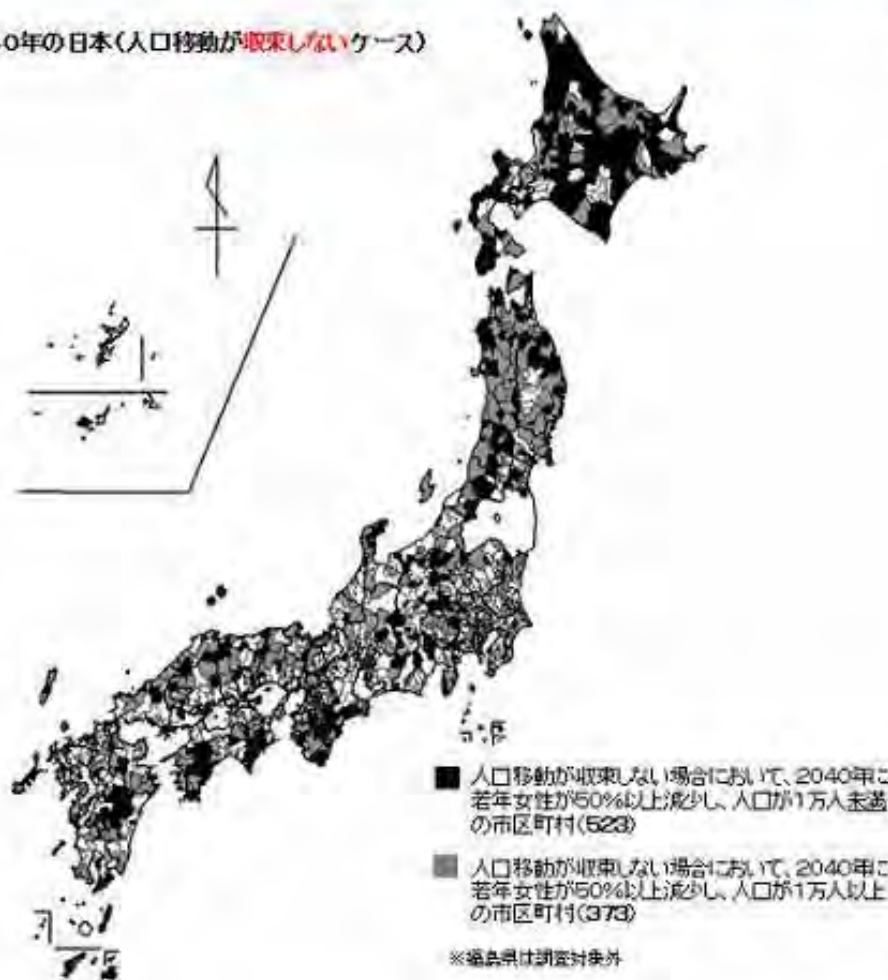 0年の日本(人口移動が収束しないケース)
人口移動が収束しない場合において、2040年に
若年女性が50%以上減少し、人口が1万人未満
の市区町村(523)
人口移動が収束しない場合において、2040年に
若年女性が50%以上減少し、人口が1万人以上
の市区町村(373)
※福島県は調査対象外